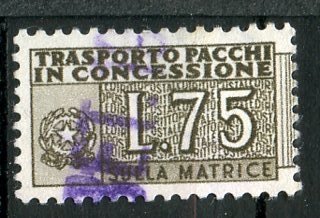 TRASPORTO PACCHI
IN CONCESSIONE
L. 75
SULLA MATRICE